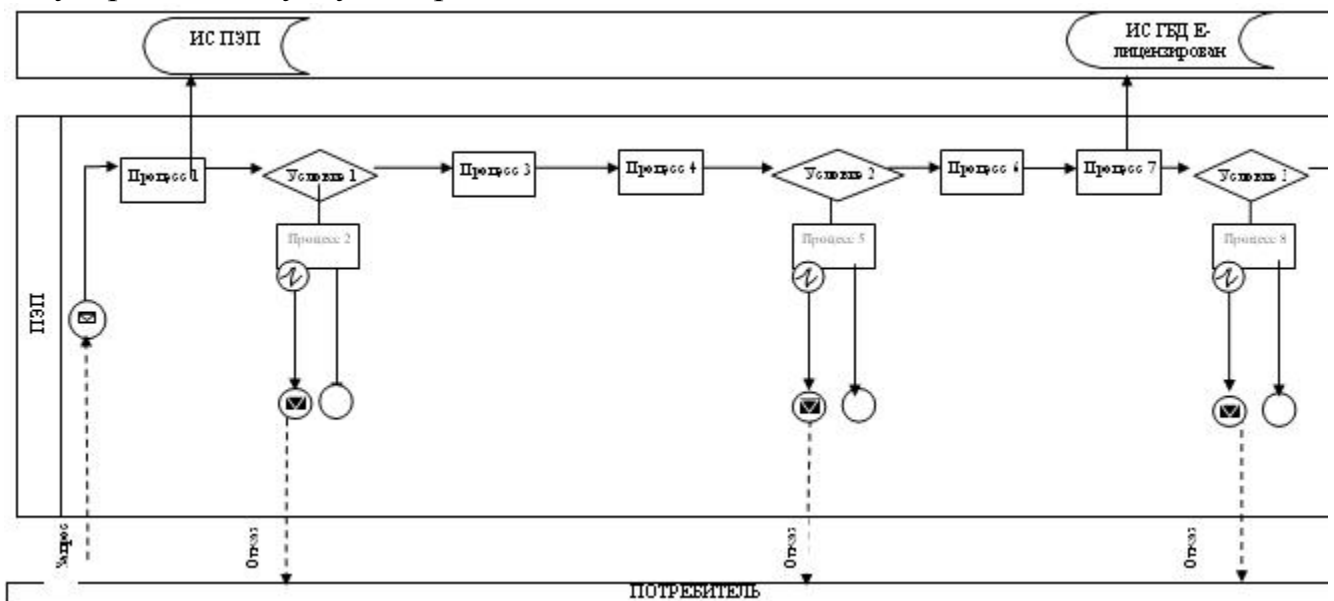 ИС ПЭП
ИС ГБД Е-
лицензирован
Процесс 1
Условие 1
Процесс 3
Процесс 4
Условие 2
Процесс 6
Процесс 7
Условие 3
Процесс 2
Процесс 5
Процесс 8
ПЭП
Запрос
Отказ
Отказ
Отказ
ПОТРЕБИТЕЛЬ